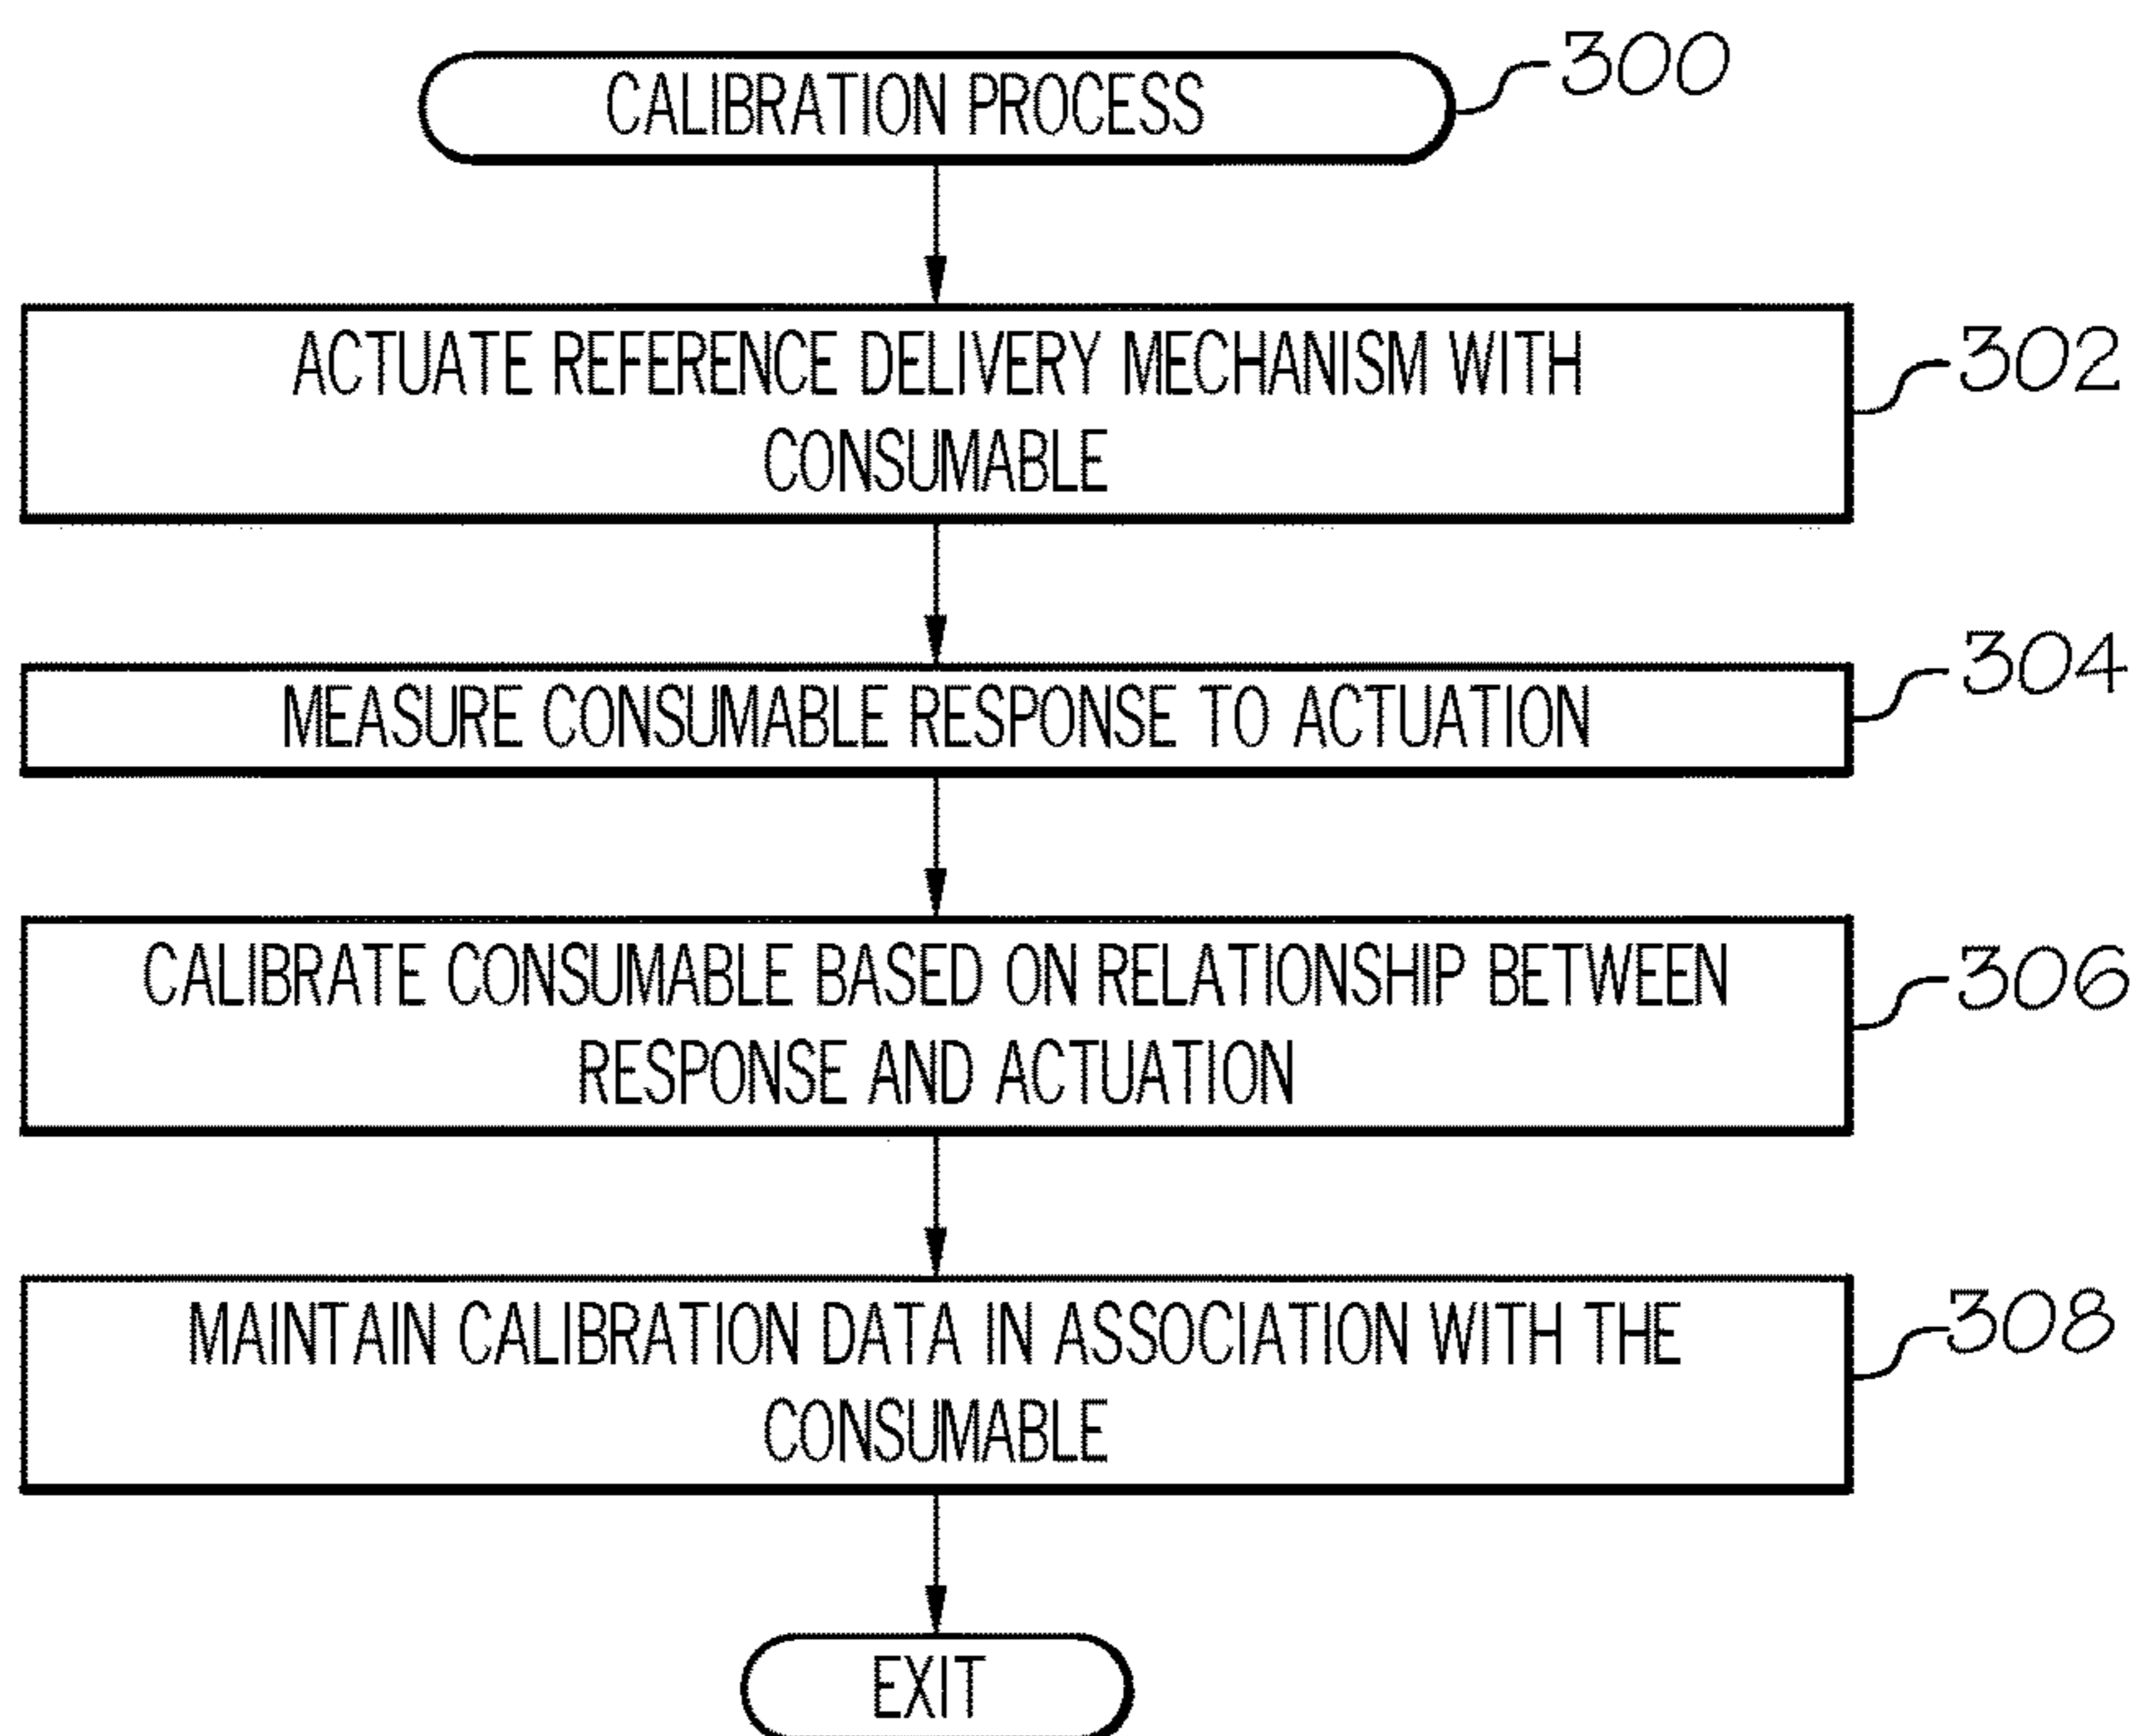 CALIBRATION PROCESS
300
ACTUATE REFERENCE DELIVERY MECHANISM WITH
CONSUMABLE
302
MEASURE CONSUMABLE RESPONSE TO ACTUATION
304
CALIBRATE CONSUMABLE BASED ON RELATIONSHIP BETWEEN
RESPONSE AND ACTUATION
306
MAINTAIN CALIBRATION DATA IN ASSOCIATION WITH THE
CONSUMABLE
308
EXIT